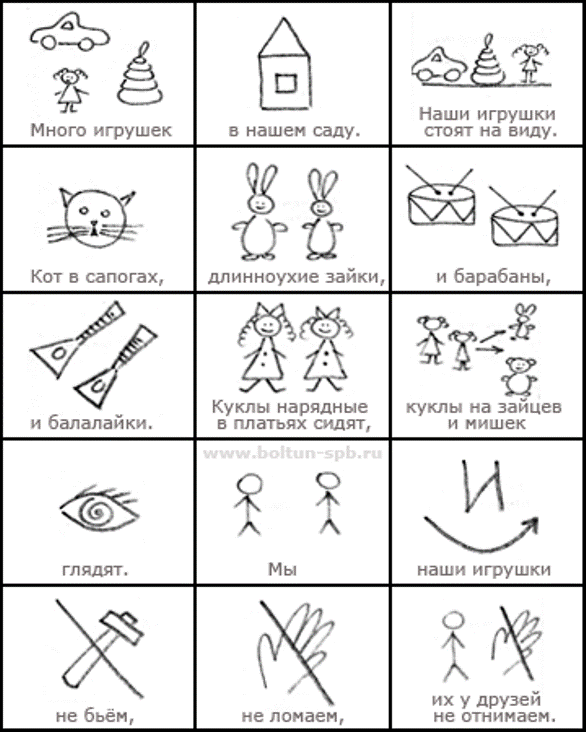 Много игрушек
в нашем саду.
Наши игрушки
стоят на виду.
Кот в сапогах,
длинноухие зайки,
и барабаны,
и балалайки.
Куклы нарядные
в платьях сидят,
куклы на зайцев
и мишек
www.boltun-spb.ru
глядят.
Мы
И
наши игрушки
не бьём,
не ломаем,
их у друзей
не отнимаем.